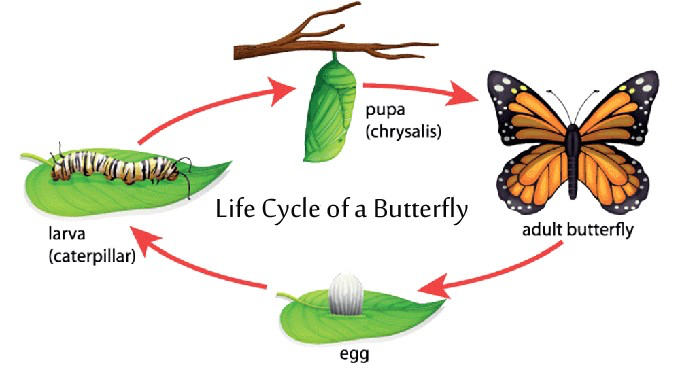 pupa
(chrysalis)
Life Cycle of a Butterfly
adult butterfly
larva
(caterpillar)
egg